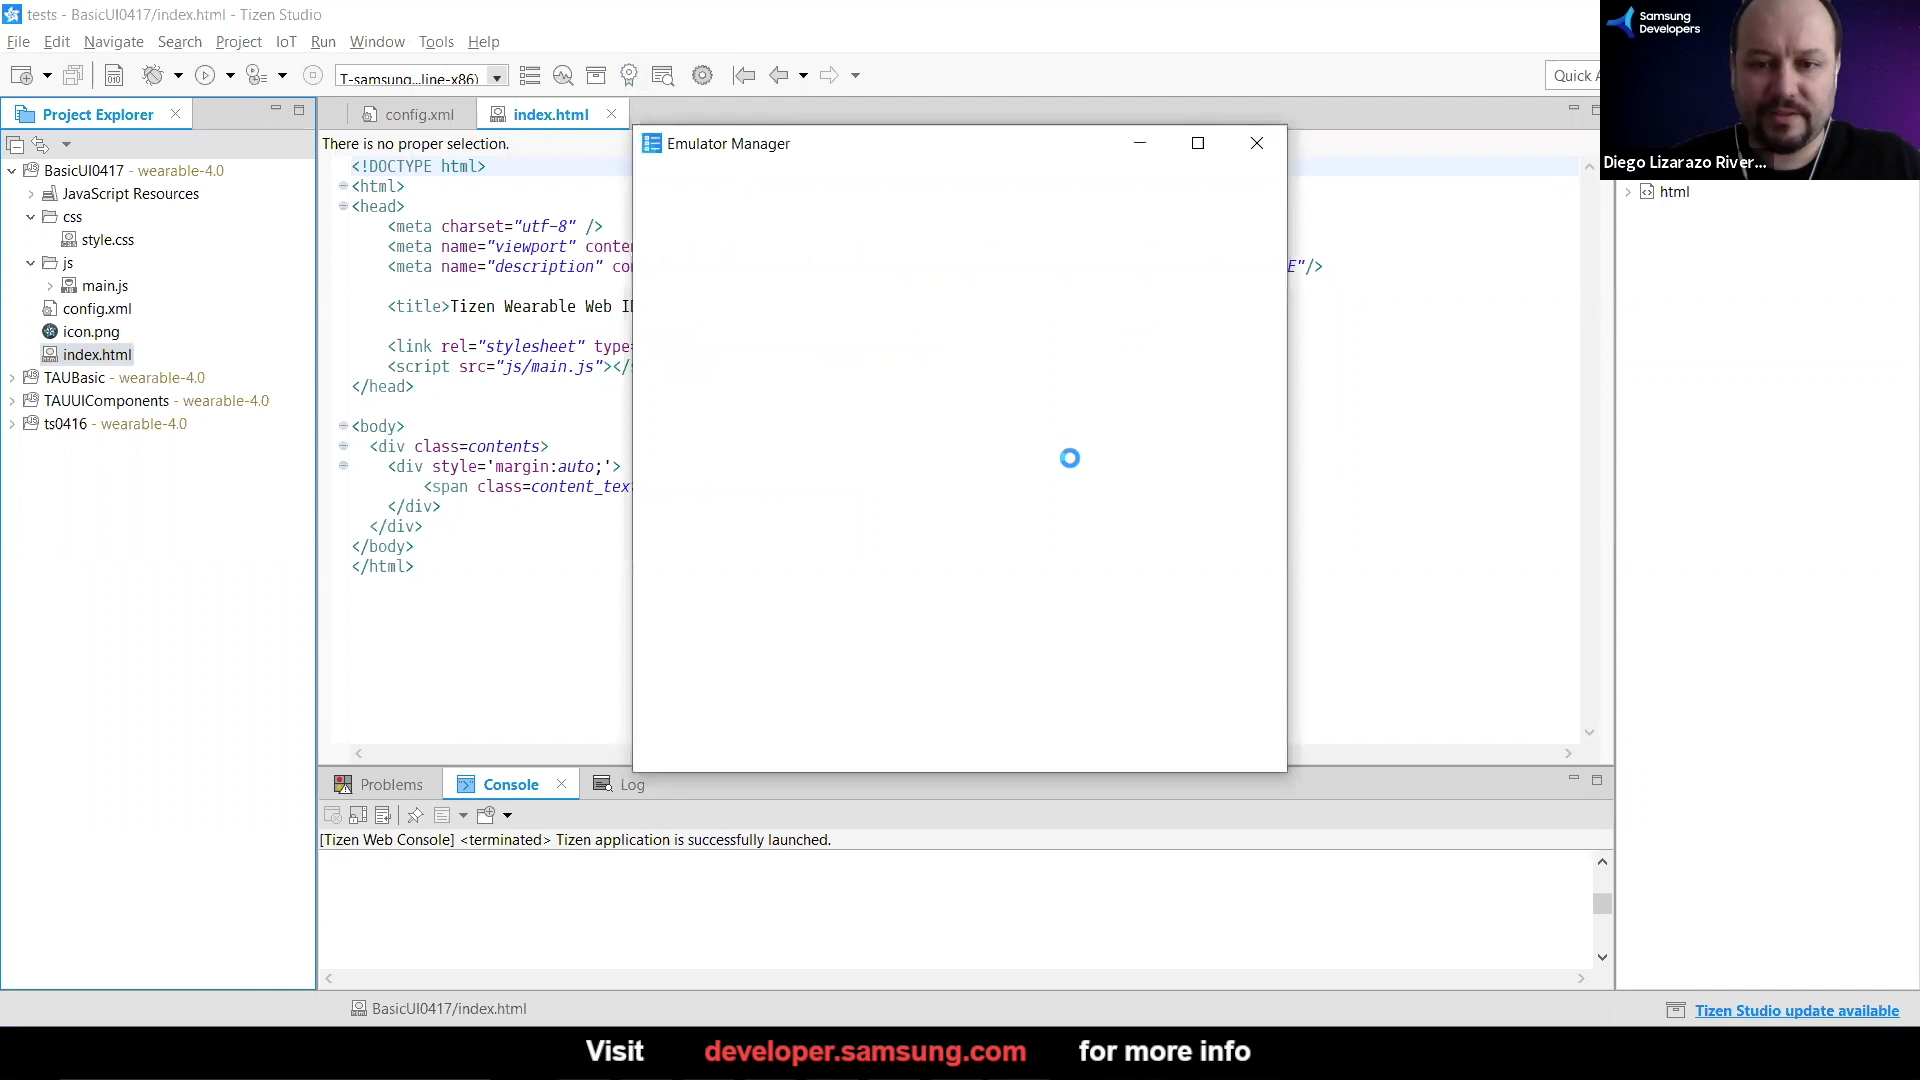 tests - BasicUI0417/index.html - Tizen Studio
File Edit Navigate Search Project IoT Run Window Tools Help
T-samsung...line-x86)
Quick A
Samsung
Developers
Diego Lizarazo River...
Project Explorer
config.xml
index.html
There is no proper selection.
Emulator Manager
BasicUI0417 - wearable-4.0
JavaScript Resources
css
style.css
js
main.js
config.xml
icon.png
index.html
TAUBasic - wearable-4.0
TAUUIComponents - wearable-4.0
ts0416 - wearable-4.0
<!DOCTYPE html>
<html>
<head>
<meta charset="utf-8" />
<meta name="viewport" conte
<meta name="description" co
E"/>
<title>Tizen Wearable Web
<link rel="stylesheet" type=
<script src="js/main.js"></
</head>
<body>
<div class=contents>
<div style='margin:auto;'>
<span class=content_tex
</div>
</div>
</body>
</html>
html
Problems
Console
Log
[Tizen Web Console] <terminated> Tizen application is successfully launched.
BasicUI0417/index.html
Tizen Studio update available
Visit developer.samsung.com for more info